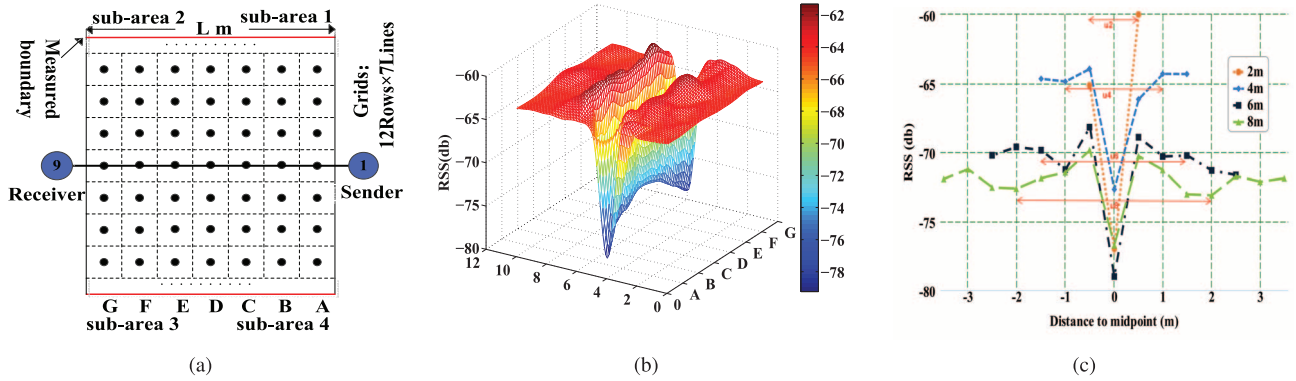 sub-area 2
sub-area 1
L m
Measured
boundary
Grids:
12Rows×7Lines
9
1
Receiver
Sender
G F E D C B A
sub-area 3
sub-area 4
(a)
RSS(db)
−60
−65
−70
−75
−80
12 10 8 6 4 2 0
0 A B C D E F G
−62
−64
−66
−68
−70
−72
−74
−76
−78
(b)
RSS (db)
-60
-65
-70
-75
-80
u2
u4
2m
4m
6m
8m
-3 -2 -1 0 1 2 3
Distance to midpoint (m)
(c)